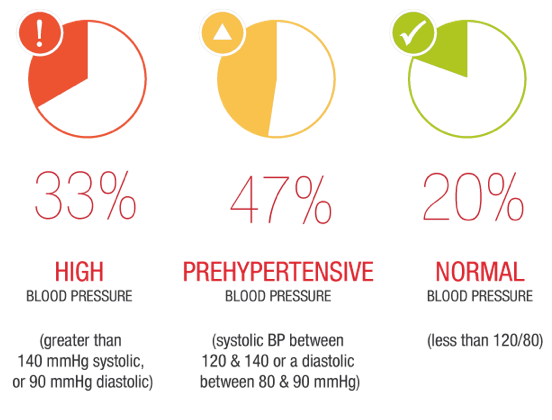 33%
HIGH
BLOOD PRESSURE
(greater than
140 mmHg systolic,
or 90 mmHg diastolic)
47%
PREHYPERTENSIVE
BLOOD PRESSURE
(systolic BP between
120 & 140 or a diastolic
between 80 & 90 mmHg)
20%
NORMAL
BLOOD PRESSURE
(less than 120/80)